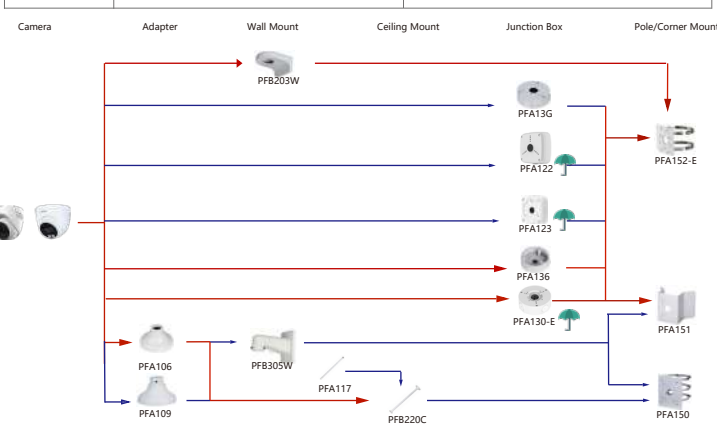 Camera Adapter Wall Mount Ceiling Mount Junction Box Pole/Corner Mount
PFB203W
PFA13G
PFA122
PFA152-E
PFA123
PFA136
PFA130-E
PFA151
PFA106
PFB305W
PFA117
PFA109
PFB220C
PFA150